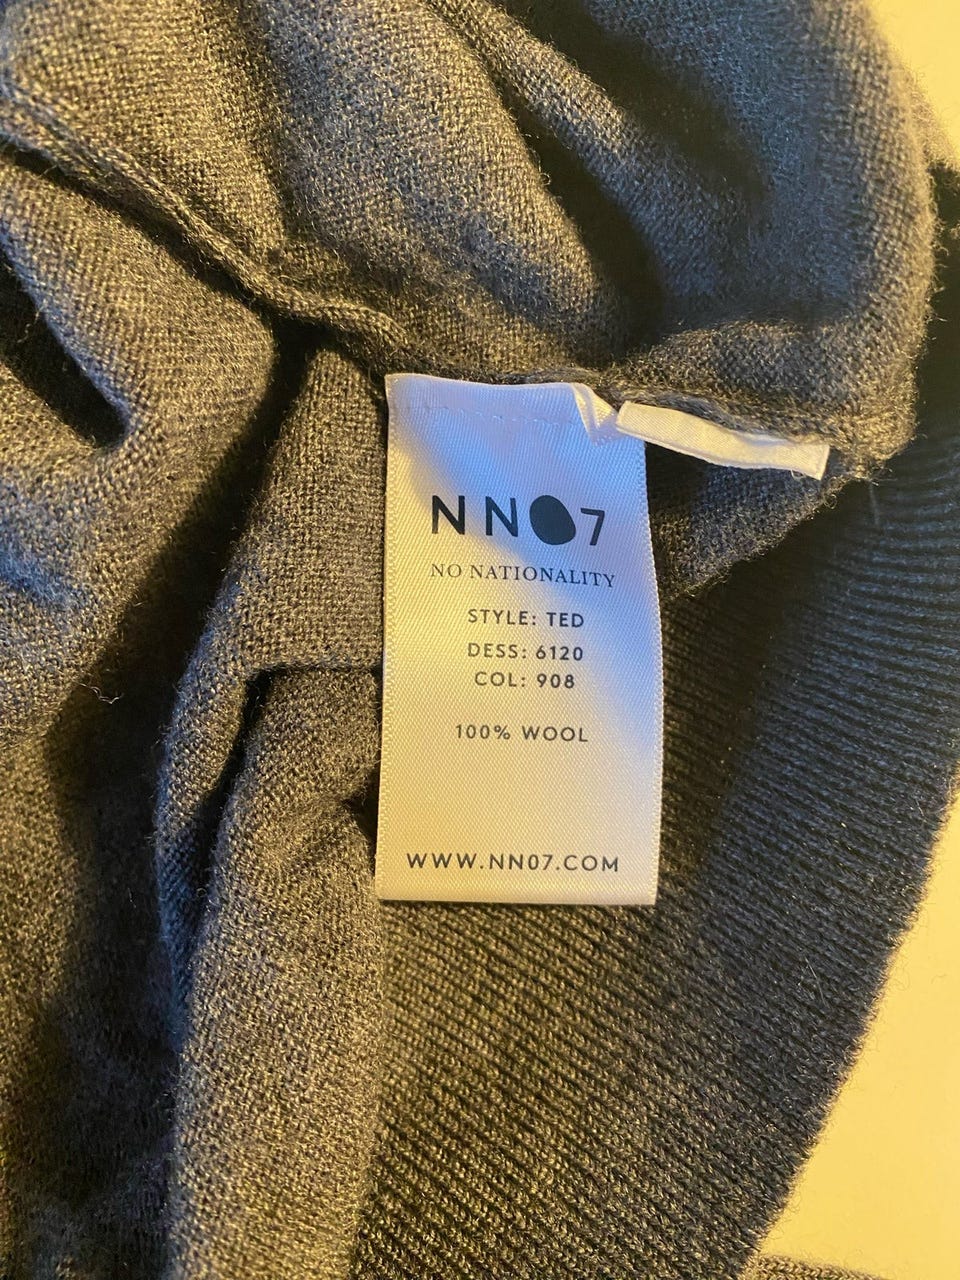 NN07
NO NATIONALITY
STYLE: TED
DESS: 6120
COL: 908
100% WOOL
WWW.NN07.COM